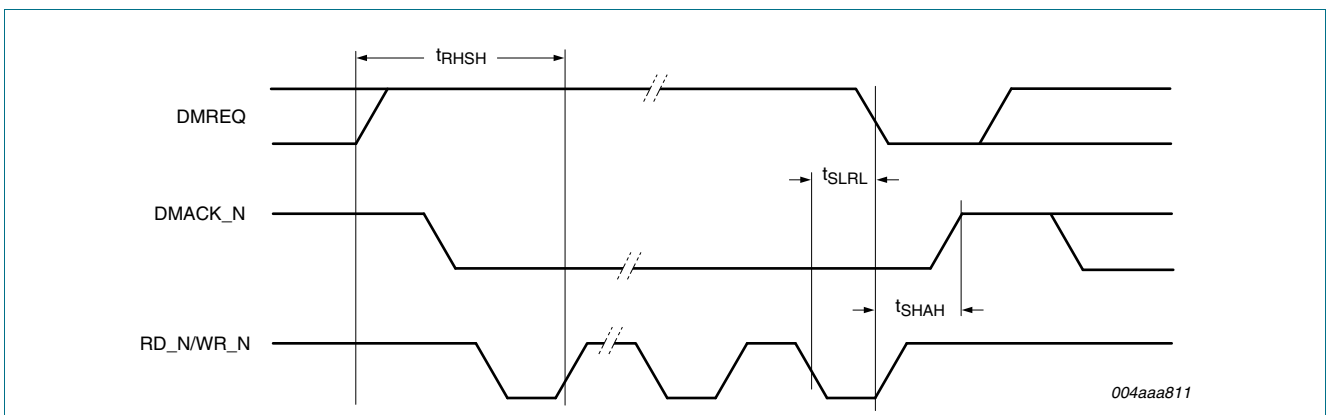 tRHSH
DMREQ
tSLRL
DMACK_N
tSHAH
RD_N/WR_N
004aaa811